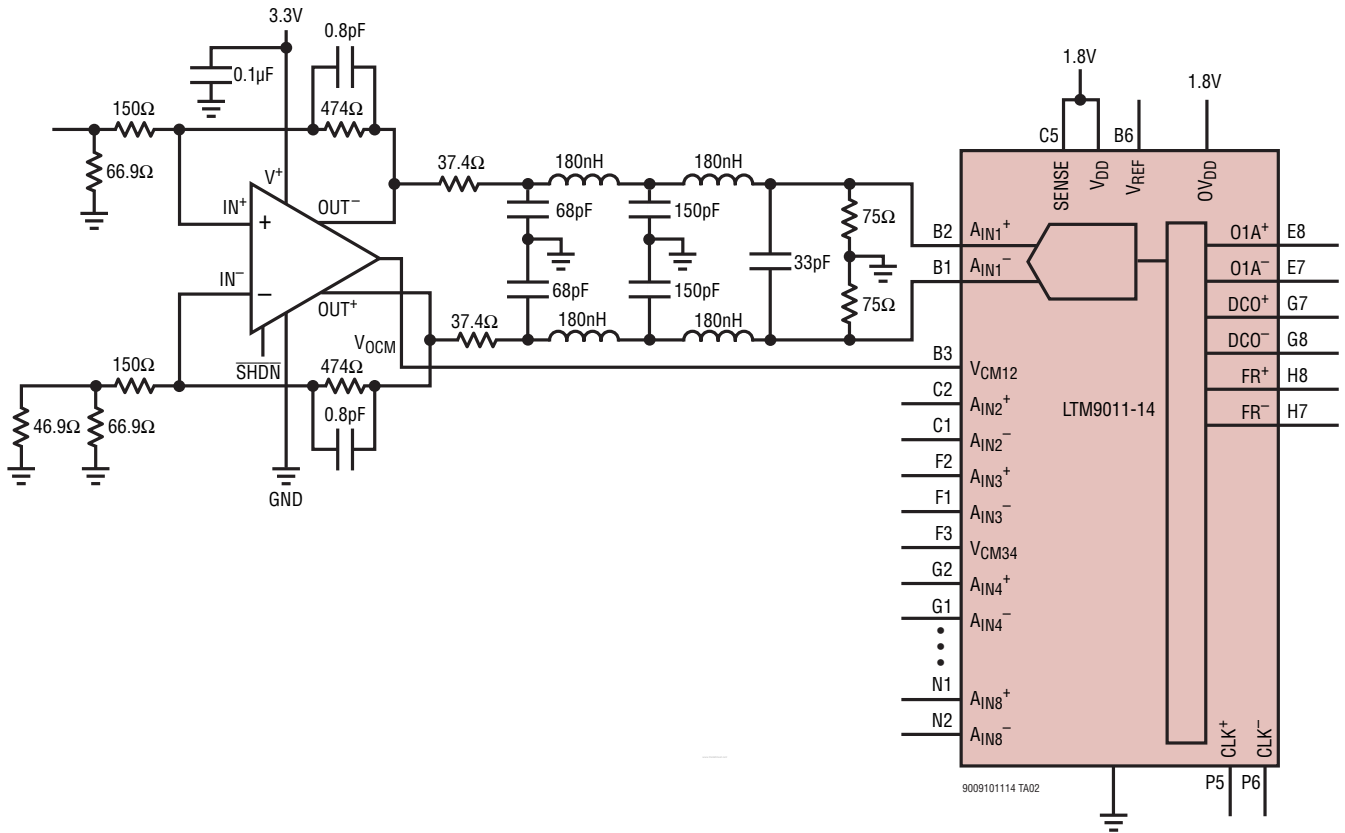 3.3V
0.8pF
0.1µF
150Ω
474Ω
66.9Ω
V+
IN+
+
OUT−
IN−
−
OUT+
SHDN
VOCM
150Ω
474Ω
0.8pF
46.9Ω
66.9Ω
GND
37.4Ω
180nH
180nH
68pF
150pF
75Ω
33pF
68pF
150pF
75Ω
37.4Ω
180nH
180nH
1.8V
1.8V
C5
B6
SENSE
VDD
VREF
OVDD
B2
AIN1+
B1
AIN1−
B3
VCM12
C2
AIN2+
C1
AIN2−
F2
AIN3+
F1
AIN3−
F3
VCM34
G2
AIN4+
G1
AIN4−
N1
AIN8+
N2
AIN8−
LTM9011-14
O1A+
E8
O1A−
E7
DCO+
G7
DCO−
G8
FR+
H8
FR−
H7
CLK+
CLK−
P5
P6
9009101114 TA02